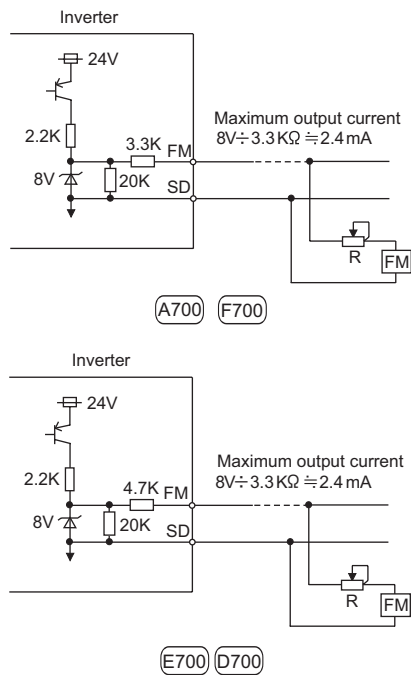 Inverter
24V
2.2K
3.3K
FM
8V
20K
SD
Maximum output current
8V÷3.3KΩ≒2.4mA
R
FM
A700 F700
Inverter
24V
2.2K
4.7K
FM
8V
20K
SD
Maximum output current
8V÷3.3KΩ≒2.4mA
R
FM
E700 D700